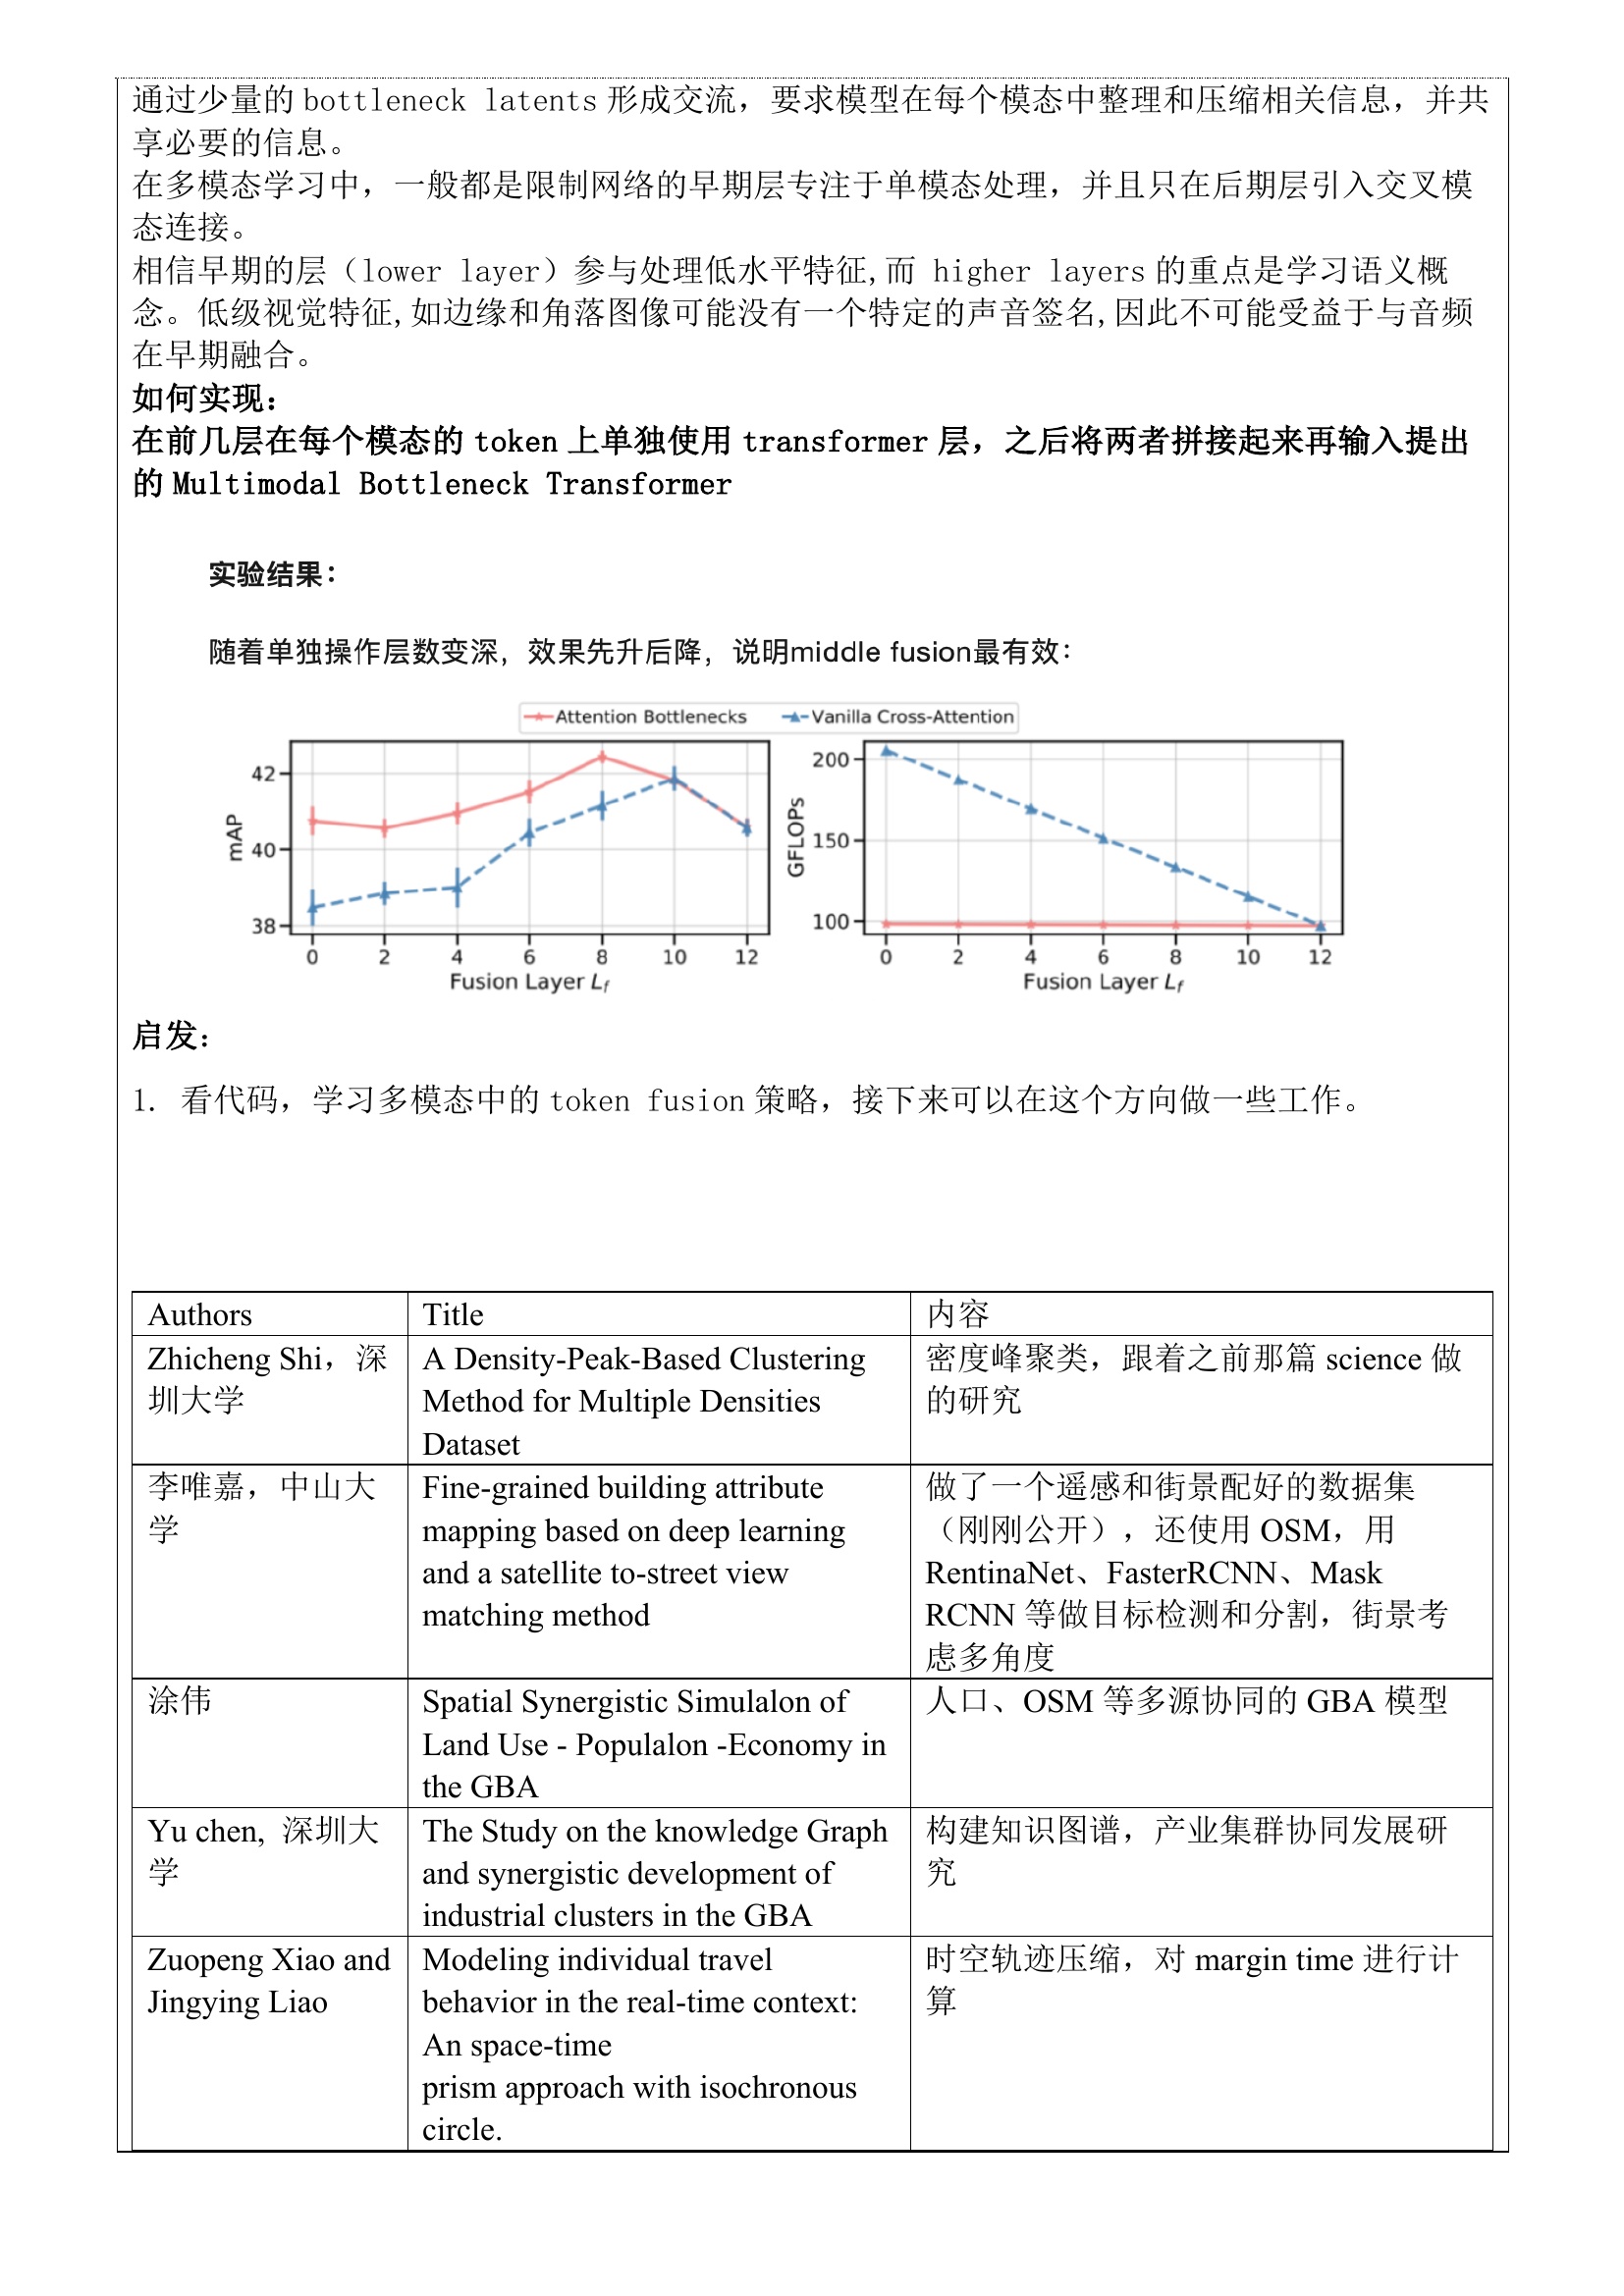 通过少量的 bottleneck latents 形成交流，要求模型在每个模态中整理和压缩相关信息，并共
享必要的信息。
在多模态学习中，一般都是限制网络的早期层专注于单模态处理，并且只在后期层引入交叉模
态连接。
相信早期的层（lower layer）参与处理低水平特征,而 higher layers 的重点是学习语义概
念。低级视觉特征,如边缘和角落图像可能没有一个特定的声音签名,因此不可能受益于与音频
在早期融合。
如何实现：
在前几层在每个模态的 token 上单独使用 transformer 层，之后将两者拼接起来再输入提出
的 Multimodal Bottleneck Transformer
实验结果：
随着单独操作层数变深，效果先升后降，说明middle fusion最有效：
Attention Bottlenecks Vanilla Cross-Attention
42
40
38
mAP
0 2 4 6 8 10 12
Fusion Layer Lf
200
150
100
GFLOPs
0 2 4 6 8 10 12
Fusion Layer Lf
启发：
1. 看代码，学习多模态中的 token fusion 策略，接下来可以在这个方向做一些工作。
Authors Title 内容
Zhicheng Shi，深
圳大学
A Density-Peak-Based Clustering
Method for Multiple Densities
Dataset
密度峰聚类，跟着之前那篇 science 做
的研究
李唯嘉，中山大
学
Fine-grained building attribute
mapping based on deep learning
and a satellite to-street view
matching method
做了一个遥感和街景配好的数据集
（刚刚公开），还使用 OSM，用
RentinaNet、FasterRCNN、Mask
RCNN 等做目标检测和分割，街景考
虑多角度
涂伟
Spatial Synergistic Simulalon of
Land Use - Populalon -Economy in
the GBA
人口、OSM 等多源协同的 GBA 模型
Yu chen, 深圳大
学
The Study on the knowledge Graph
and synergistic development of
industrial clusters in the GBA
构建知识图谱，产业集群协同发展研
究
Zuopeng Xiao and
Jingying Liao
Modeling individual travel
behavior in the real-time context:
An space-time
prism approach with isochronous
circle.
时空轨迹压缩，对 margin time 进行计
算